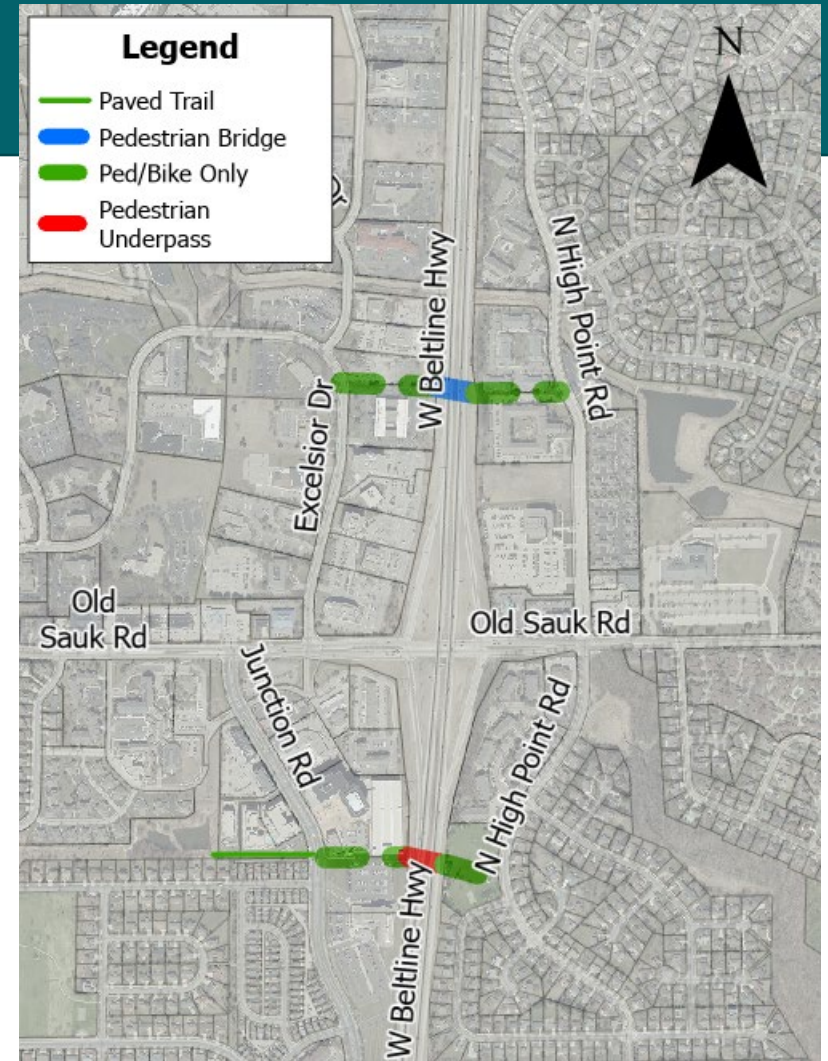 Legend
Paved Trail
Pedestrian Bridge
Ped/Bike Only
Pedestrian
Underpass
N
Dr
W Beltline Hwy
N High Point Rd
Excelsior Dr
Old
Sauk Rd
Old Sauk Rd
Junction Rd
N High Point Rd
W Beltline Hwy